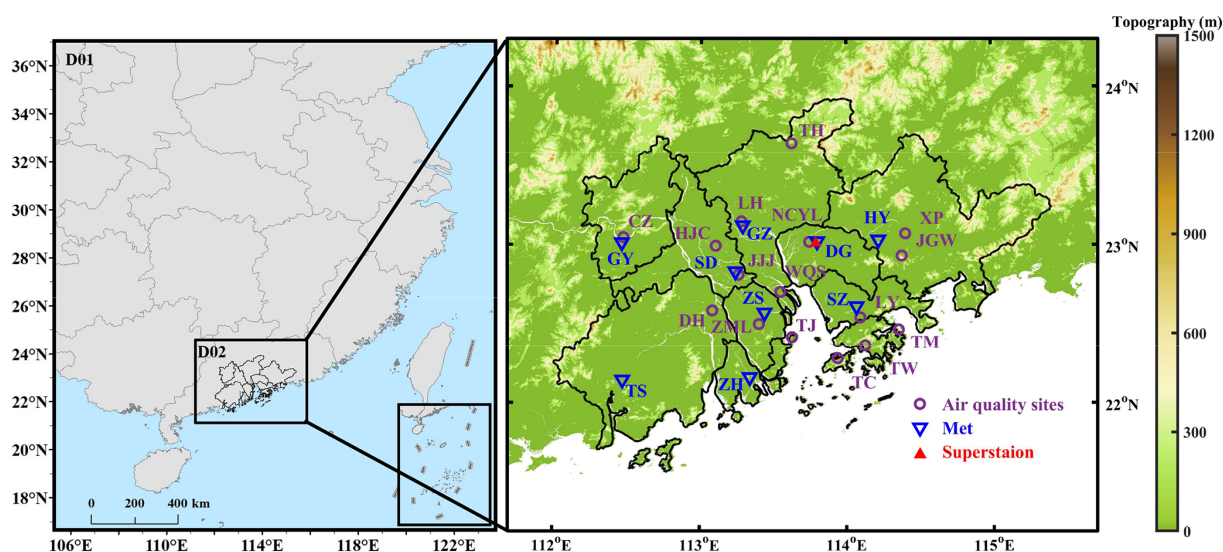 Topography (m)
D01
36°N
34°N
32°N
30°N
28°N
26°N
24°N
22°N
20°N
18°N
D02
0 200 400 km
106°E 110°E 114°E 118°E 122°E
TH
LH
NCYL
CZ
HJC
GZ
HY
XP
JGW
GY
SD
JJJ
DG
WQS
ZS
SZ
LY
DH
ZML
TJ
TM
TW
TC
TS
ZH
Air quality sites
Met
Superstaion
24°N
23°N
22°N
112°E 113°E 114°E 115°E
1500
1200
900
600
300
0